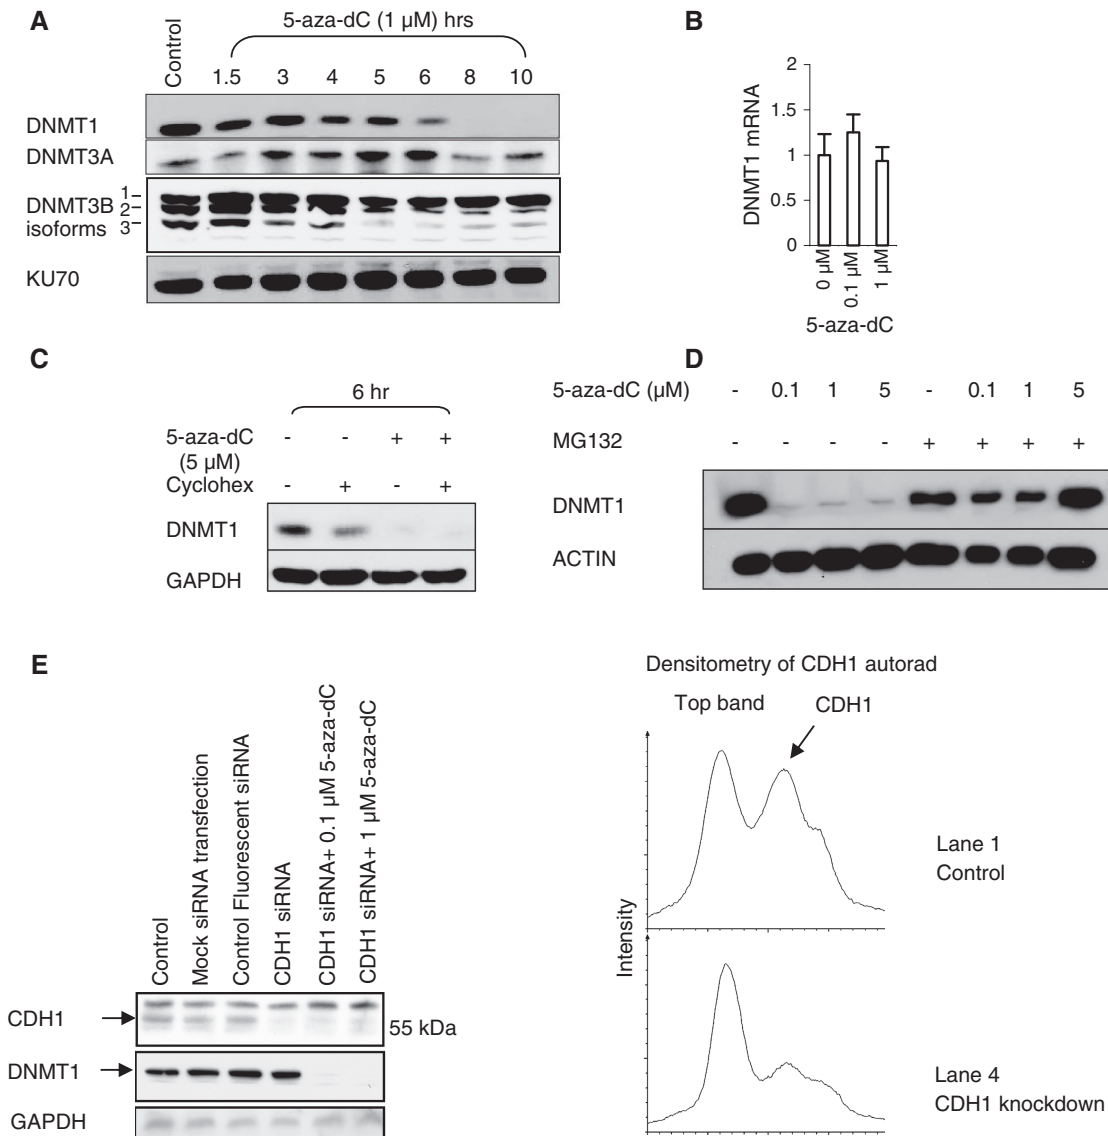 A
5-aza-dC (1 µM) hrs
Control
1.5 3 4 5 6 8 10
DNMT1
DNMT3A
DNMT3B
isoforms
1
2
3
KU70
B
DNMT1 mRNA
2
1.5
1
0.5
0
0 µM
0.1 µM
1 µM
5-aza-dC
C
6 hr
5-aza-dC - - + +
(5 µM)
Cyclohex - + - +
DNMT1
GAPDH
D
5-aza-dC (µM) - 0.1 1 5 - 0.1 1 5
MG132 - - - - + + + +
DNMT1
ACTIN
E
Control
Mock siRNA transfection
Control Fluorescent siRNA
CDH1 siRNA
CDH1 siRNA+ 0.1 µM 5-aza-dC
CDH1 siRNA+ 1 µM 5-aza-dC
CDH1
55 kDa
DNMT1
GAPDH
Densitometry of CDH1 autorad
Top band
CDH1
Intensity
Lane 1
Control
Lane 4
CDH1 knockdown